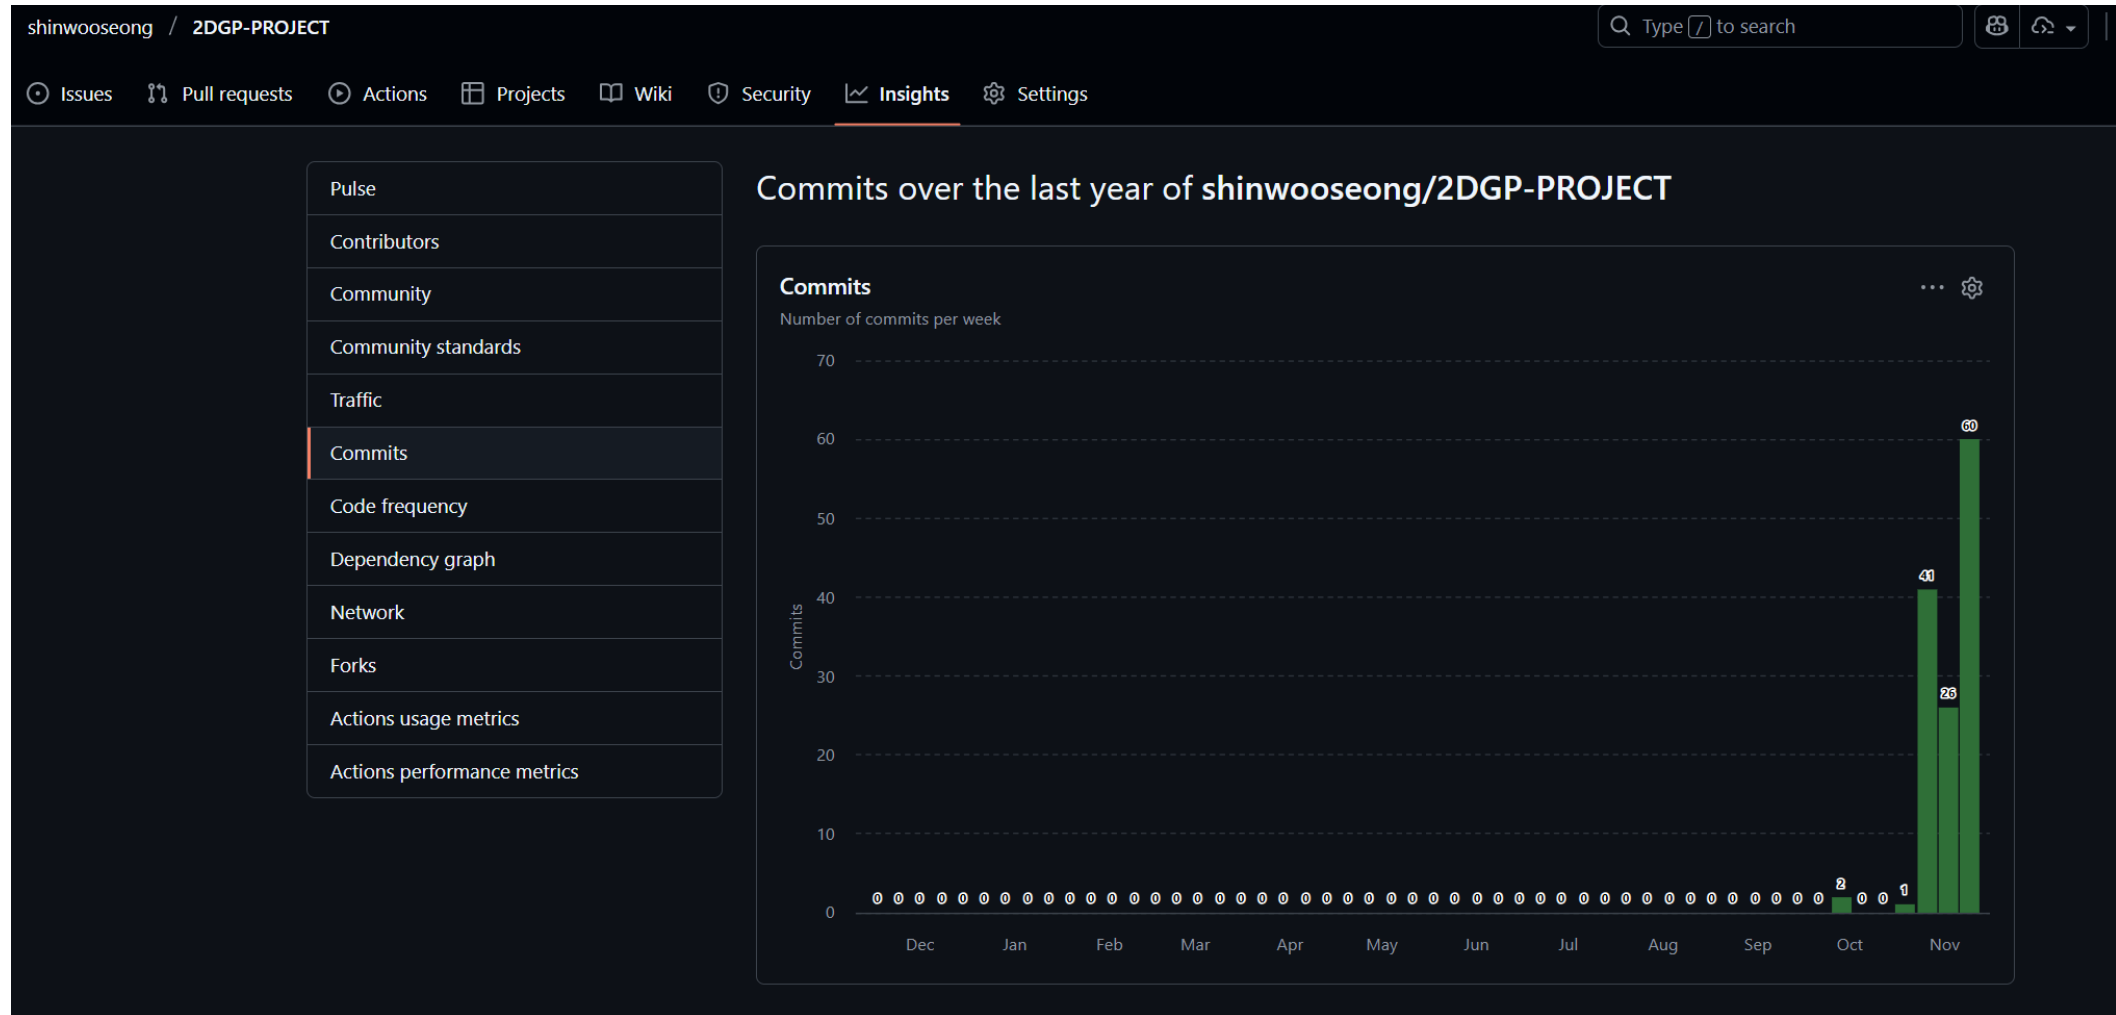 shinwooseong / 2DGP-PROJECT
Type / to search
Issues Pull requests Actions Projects Wiki Security Insights Settings
Pulse
Contributors
Community
Community standards
Traffic
Commits
Code frequency
Dependency graph
Network
Forks
Actions usage metrics
Actions performance metrics
Commits over the last year of shinwooseong/2DGP-PROJECT
Commits
Number of commits per week
70
60
50
40
30
20
10
0
Commits
0 0 0 0 0 0 0 0 0 0 0 0 0 0 0 0 0 0 0 0 0 0 0 0 0 0 0 0 0 0 0 0 0 0 0 0 0 0 0 0 0 0 0 0 0 2 0 0 1 41 26 60
Dec Jan Feb Mar Apr May Jun Jul Aug Sep Oct Nov